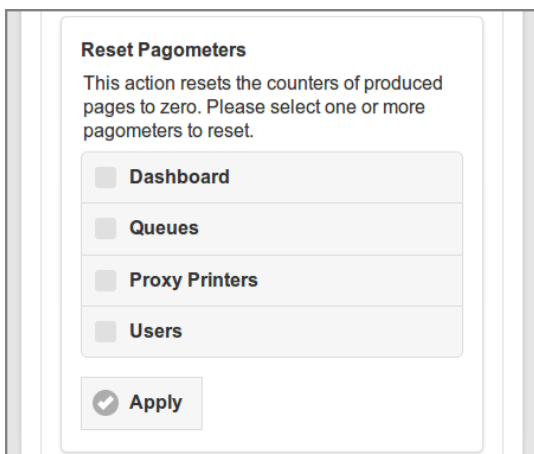 Reset Pagometers
This action resets the counters of produced
pages to zero. Please select one or more
pagometers to reset.
Dashboard
Queues
Proxy Printers
Users
Apply